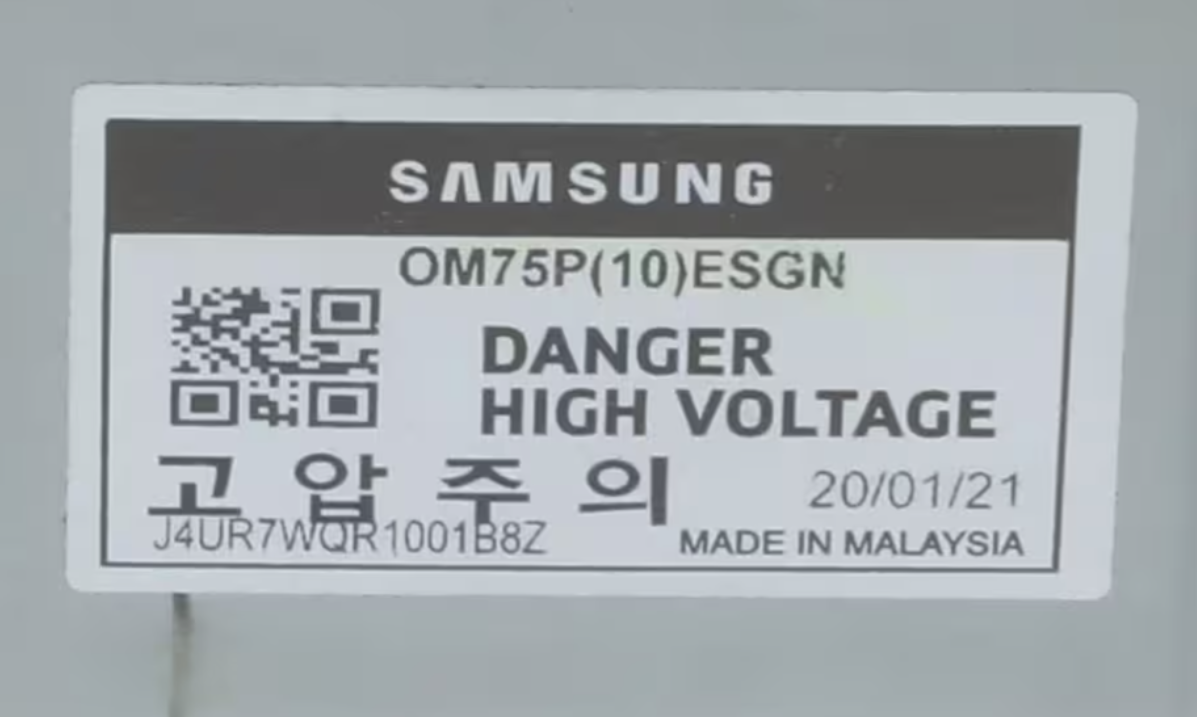 SAMSUNG
OM75P(10)ESGN
DANGER
HIGH VOLTAGE
고압주의
20/01/21
J4UR7WQR1001B8Z
MADE IN MALAYSIA